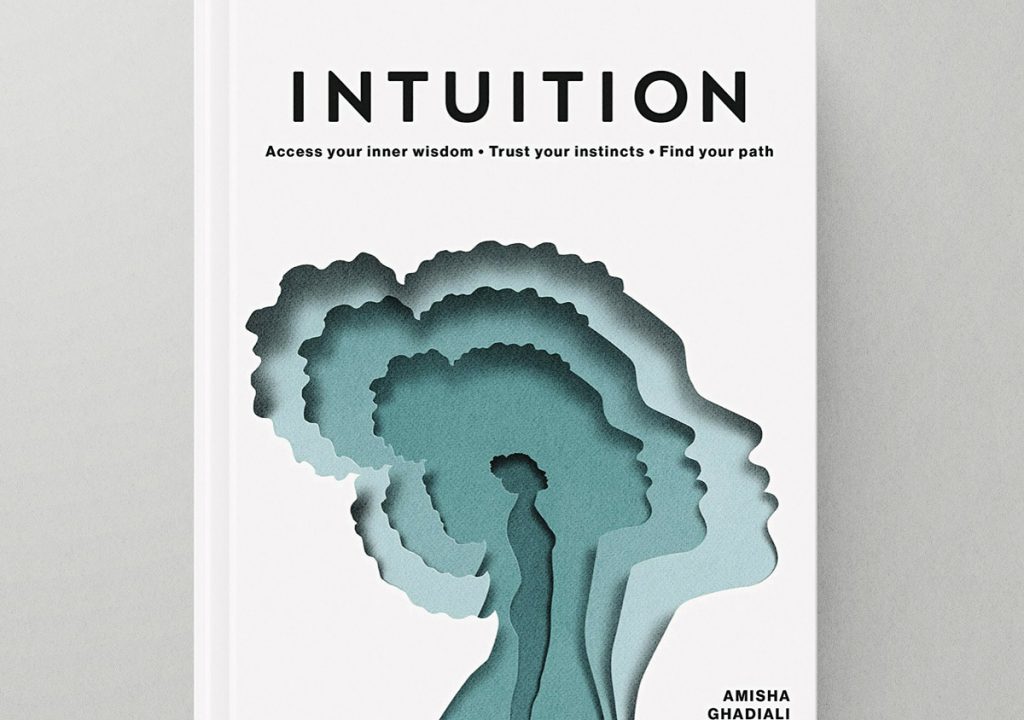 INTUITION
Access your inner wisdom • Trust your instincts • Find your path
AMISHA
GHADIALI